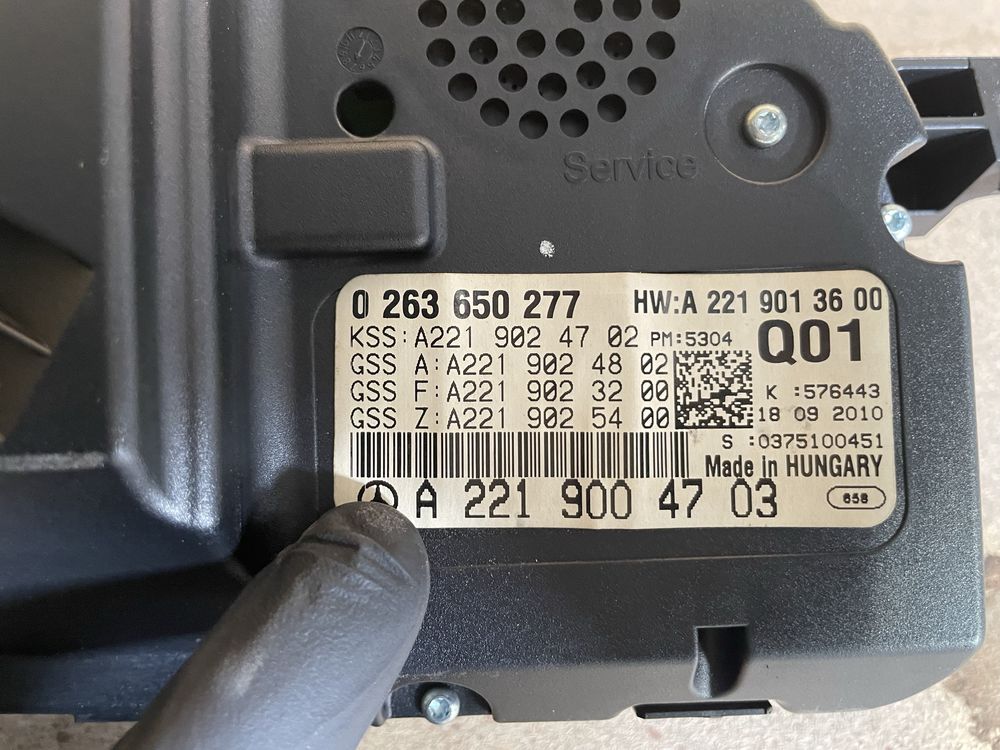 Service
0 263 650 277 HW:A 221 901 36 00
KSS:A221 902 47 02 PM:5304 Q01
GSS A:A221 902 48 02
GSS F:A221 902 32 00 K :576443
GSS Z:A221 902 54 00 18 09 2010
S :0375100451
Made in HUNGARY
A 221 900 47 03 658